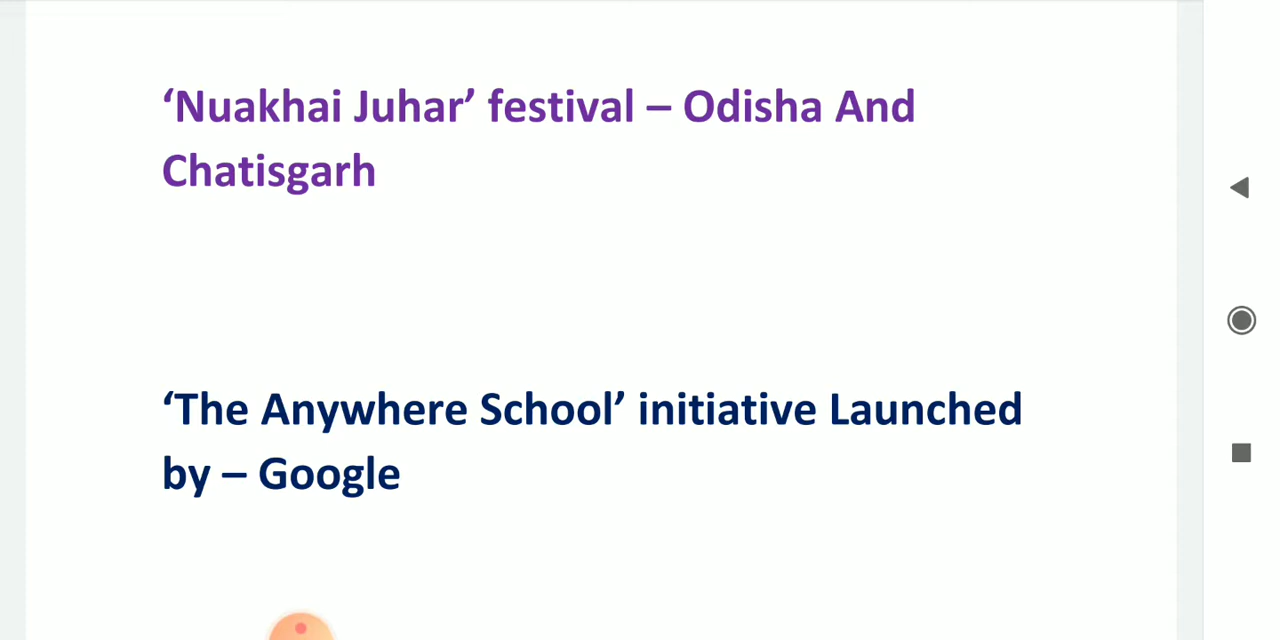 ‘Nuakhai Juhar’ festival – Odisha And
Chatisgarh
‘The Anywhere School’ initiative Launched
by – Google